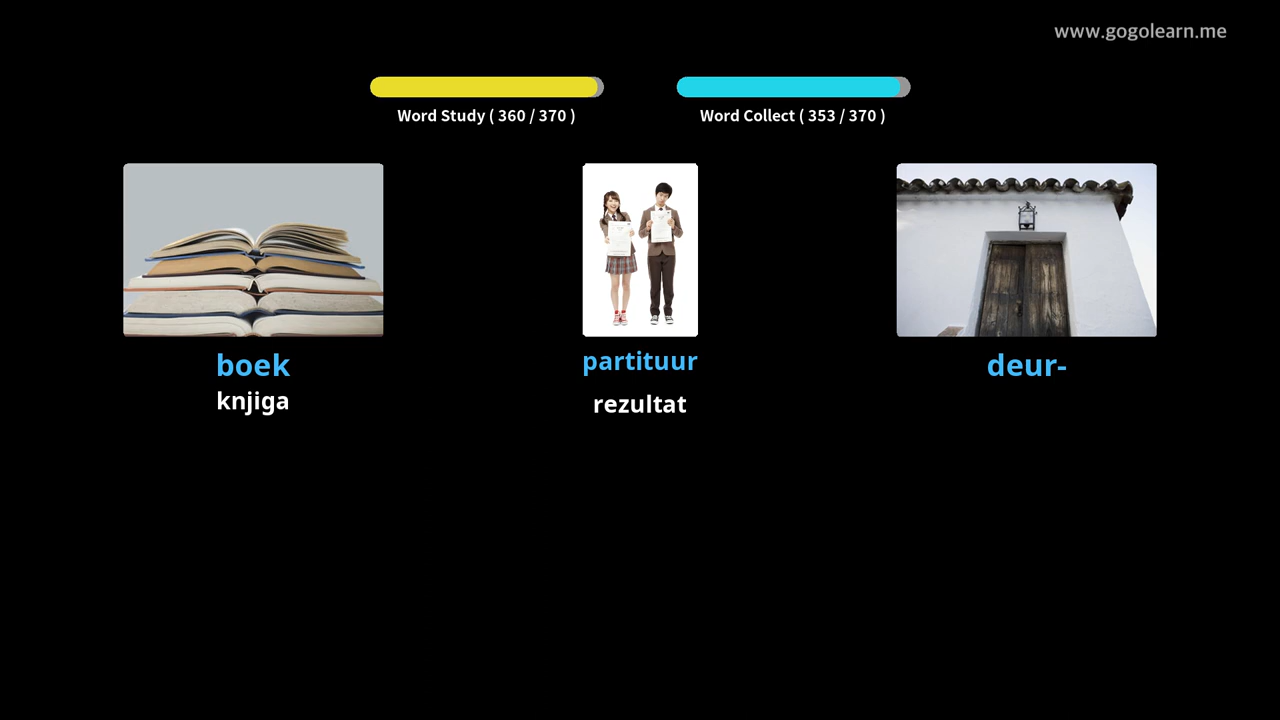 www.gogolearn.me
Word Study ( 360 / 370 )
Word Collect ( 353 / 370 )
boek
knjiga
partituur
rezultat
deur-